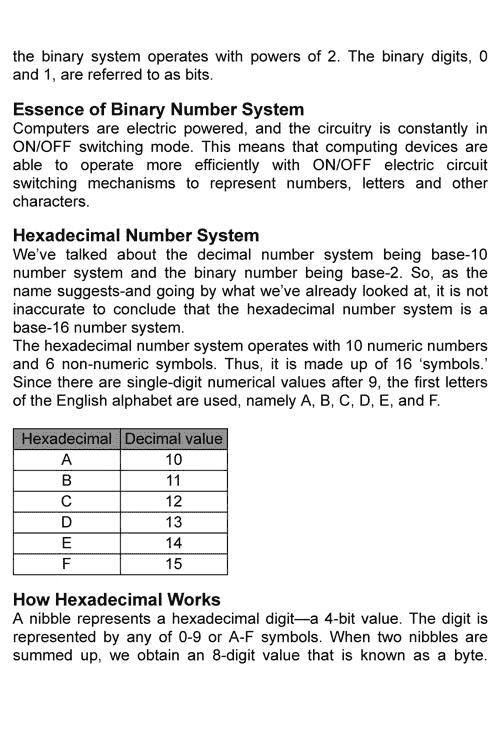 the binary system operates with powers of 2. The binary digits, 0
and 1, are referred to as bits.
Essence of Binary Number System
Computers are electric powered, and the circuitry is constantly in
ON/OFF switching mode. This means that computing devices are
able to operate more efficiently with ON/OFF electric circuit
switching mechanisms to represent numbers, letters and other
characters.
Hexadecimal Number System
We’ve talked about the decimal number system being base-10
number system and the binary number being base-2. So, as the
name suggests-and going by what we’ve already looked at, it is not
inaccurate to conclude that the hexadecimal number system is a
base-16 number system.
The hexadecimal number system operates with 10 numeric numbers
and 6 non-numeric symbols. Thus, it is made up of 16 ‘symbols.’
Since there are single-digit numerical values after 9, the first letters
of the English alphabet are used, namely A, B, C, D, E, and F.
Hexadecimal Decimal value
A 10
B 11
C 12
D 13
E 14
F 15
How Hexadecimal Works
A nibble represents a hexadecimal digit—a 4-bit value. The digit is
represented by any of 0-9 or A-F symbols. When two nibbles are
summed up, we obtain an 8-digit value that is known as a byte.